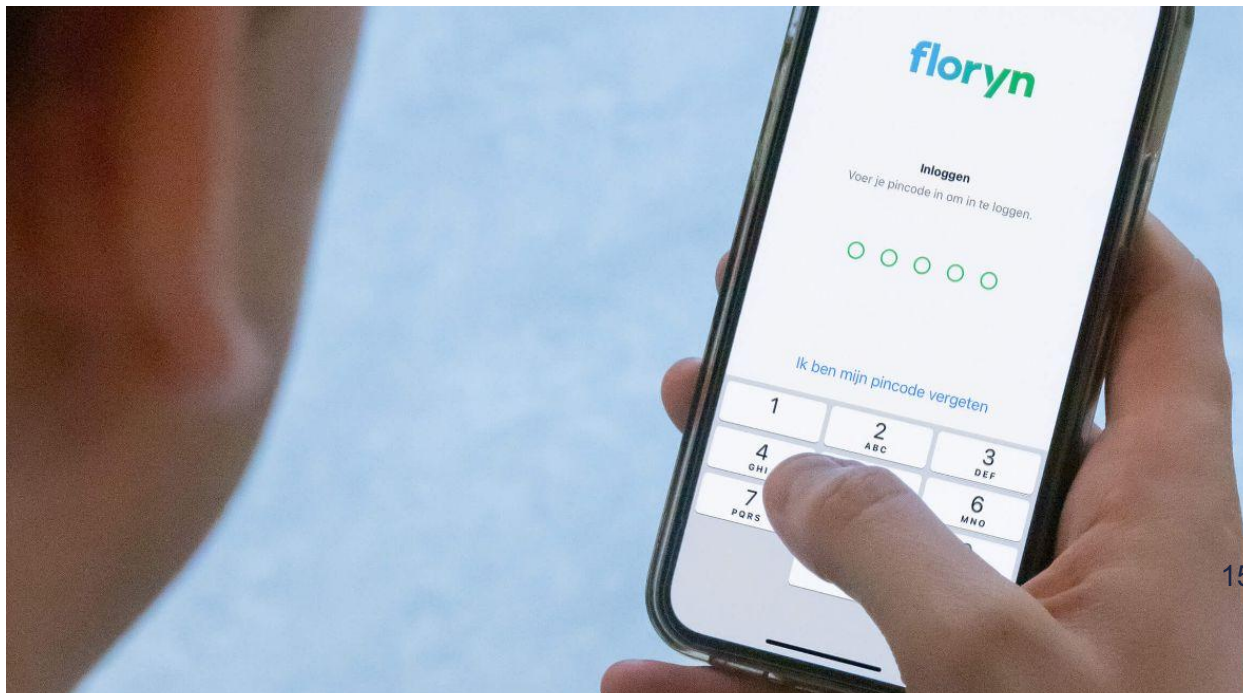 floryn
Inloggen
Voer je pincode in om in te loggen.
Ik ben mijn pincode vergeten
1
2
ABC
3
DEF
4
GHI
6
MNO
7
PQRS
15